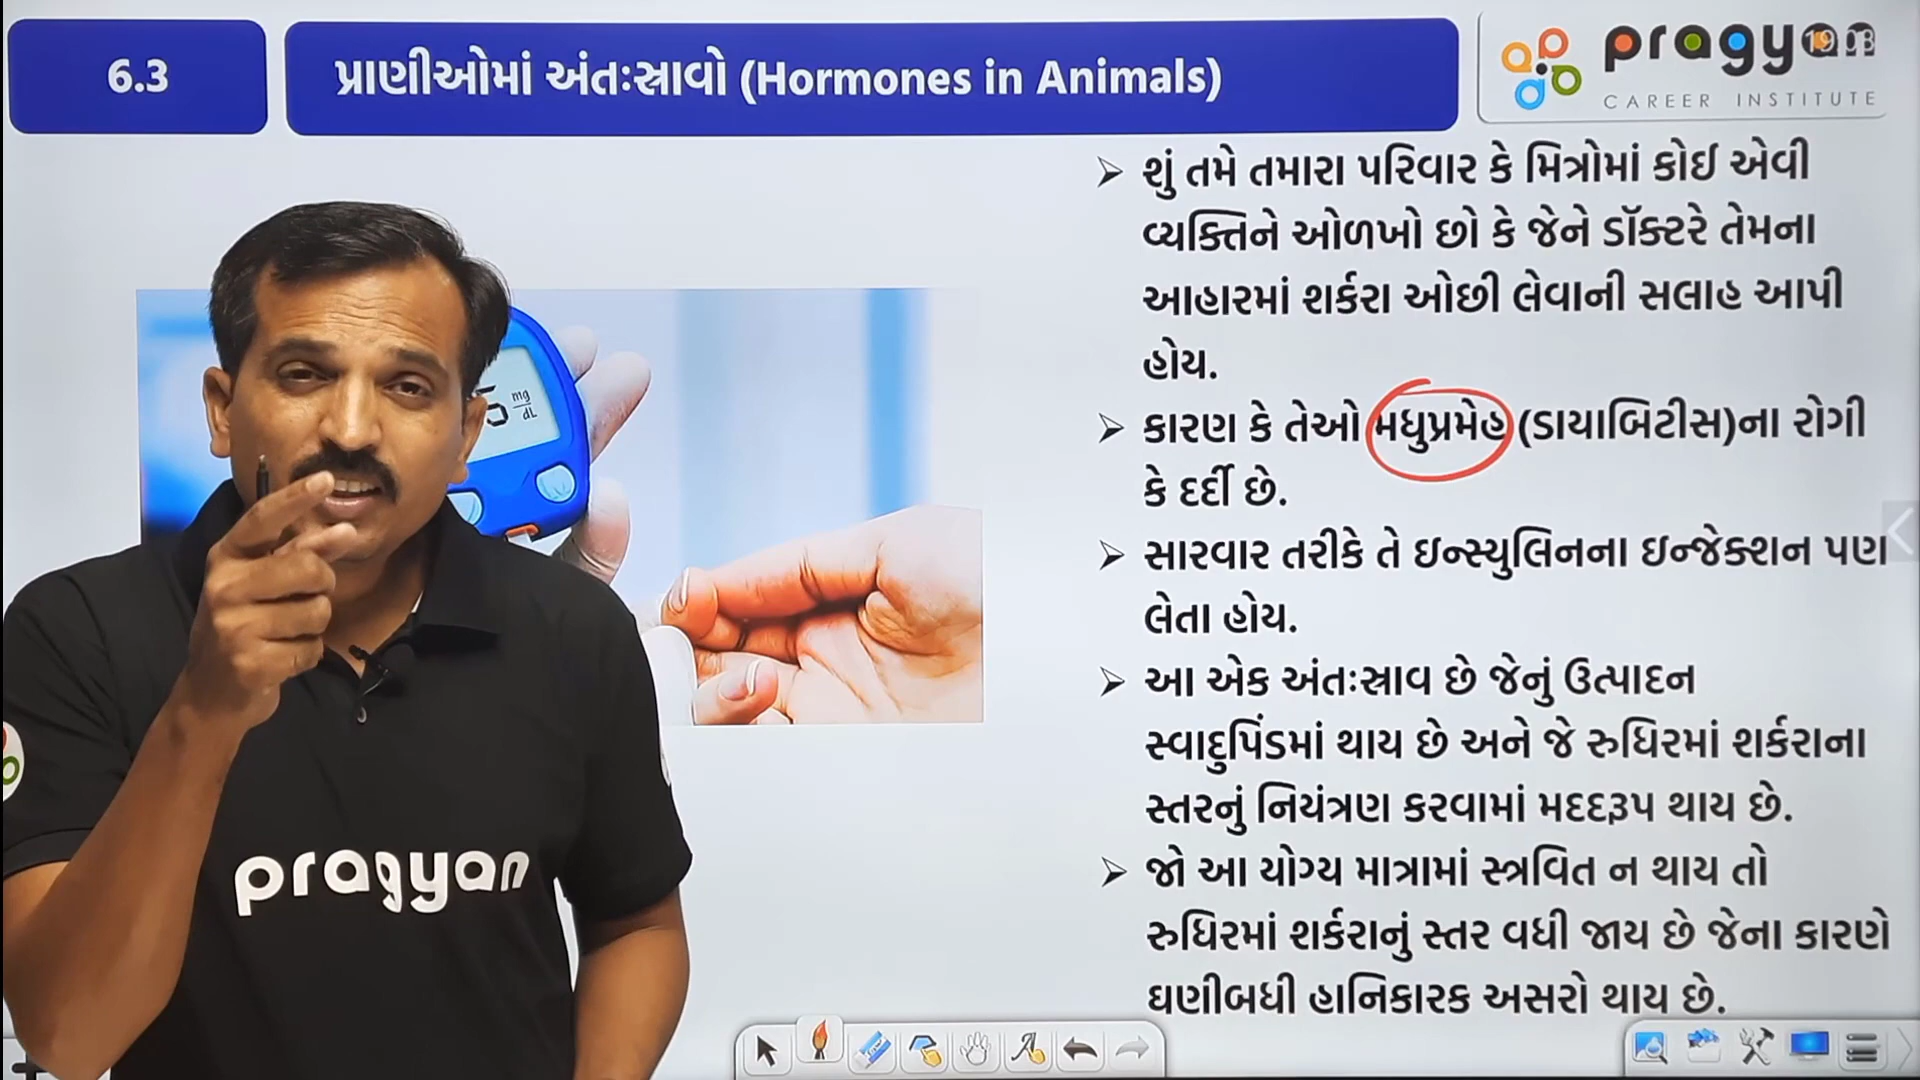 6.3
પ્રાણીઓમાં અંતઃસ્રાવો (Hormones in Animals)
pragyan
CAREER INSTITUTE
➢ શું તમે તમારા પરિવાર કે મિત્રોમાં કોઈ એવી
વ્યક્તિને ઓળખો છો કે જેને ડૉક્ટરે તેમના
આહારમાં શર્કરા ઓછી લેવાની સલાહ આપી
હોય.
➢ કારણ કે તેઓ મધુપ્રમેહ (ડાયાબિટીસ)ના રોગી
કે દર્દી છે.
➢ સારવાર તરીકે તે ઇન્સ્યુલિનના ઇન્જેક્શન પણ
લેતા હોય.
➢ આ એક અંતઃસ્રાવ છે જેનું ઉત્પાદન
સ્વાદુપિંડમાં થાય છે અને જે રુધિરમાં શર્કરાના
સ્તરનું નિયંત્રણ કરવામાં મદદરૂપ થાય છે.
➢ જો આ યોગ્ય માત્રામાં સ્ત્રવિત ન થાય તો
રુધિરમાં શર્કરાનું સ્તર વધી જાય છે જેના કારણે
ઘણીબધી હાનિકારક અસરો થાય છે.
5 mg/dL
pragyan